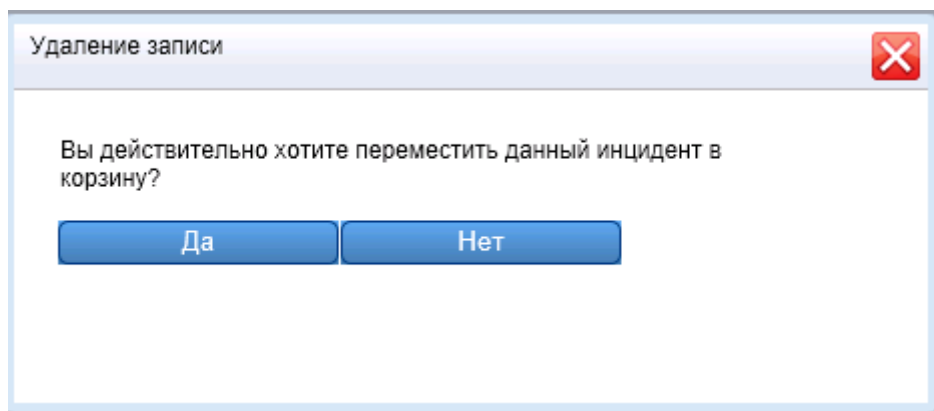 Удаление записи
Вы действительно хотите переместить данный инцидент в
корзину?
Да
Нет